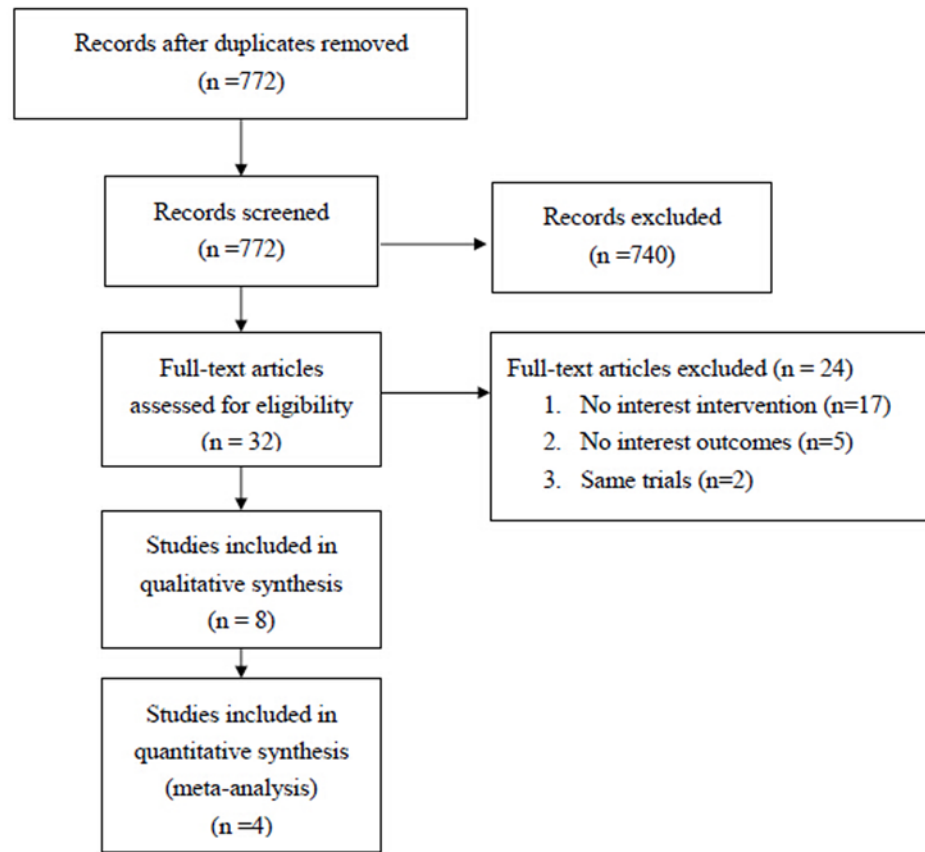 Records after duplicates removed
(n =772)
Records screened
(n =772)
Records excluded
(n =740)
Full-text articles
assessed for eligibility
(n = 32)
Full-text articles excluded (n = 24)
1. No interest intervention (n=17)
2. No interest outcomes (n=5)
3. Same trials (n=2)
Studies included in
qualitative synthesis
(n = 8)
Studies included in
quantitative synthesis
(meta-analysis)
(n =4)